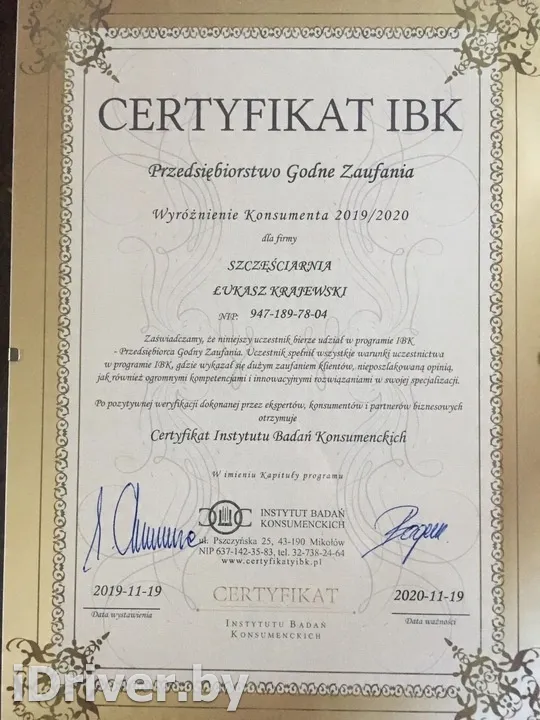 CERTYFIKAT IBK
Przedsiębiorstwo Godne Zaufania
Wyróżnienie Konsumenta 2019/2020
dla firmy
SZCZĘŚCIARNIA
ŁUKASZ KRAJEWSKI
NIP: 947-189-78-04
Zaświadczamy, że niniejszy uczestnik bierze udział w programie IBK
- Przedsiębiorca Godny Zaufania. Uczestnik spełnił wszystkie warunki uczestnictwa
w programie IBK, gdzie wykazał się dużym zaufaniem klientów, nieposzlakowaną opinią,
jak również ogromnymi kompetencjami i innowacyjnymi rozwiązaniami w swojej specjalizacji.
Po pozytywnej weryfikacji dokonanej przez ekspertów, konsumentów i partnerów biznesowych
otrzymuje
Certyfikat Instytutu Badań Konsumenckich
W imieniu Kapituły programu
INSTYTUT BADAŃ
KONSUMENCKICH
ul. Pszczyńska 25, 43-190 Mikołów
NIP 637-142-35-83, tel. 32-738-24-64
www.certyfikatyibk.pl
2019-11-19
Data wystawienia
CERTYFIKAT
INSTYTUTU BADAŃ
KONSUMENCKICH
2020-11-19
Data ważności
iDriver.by